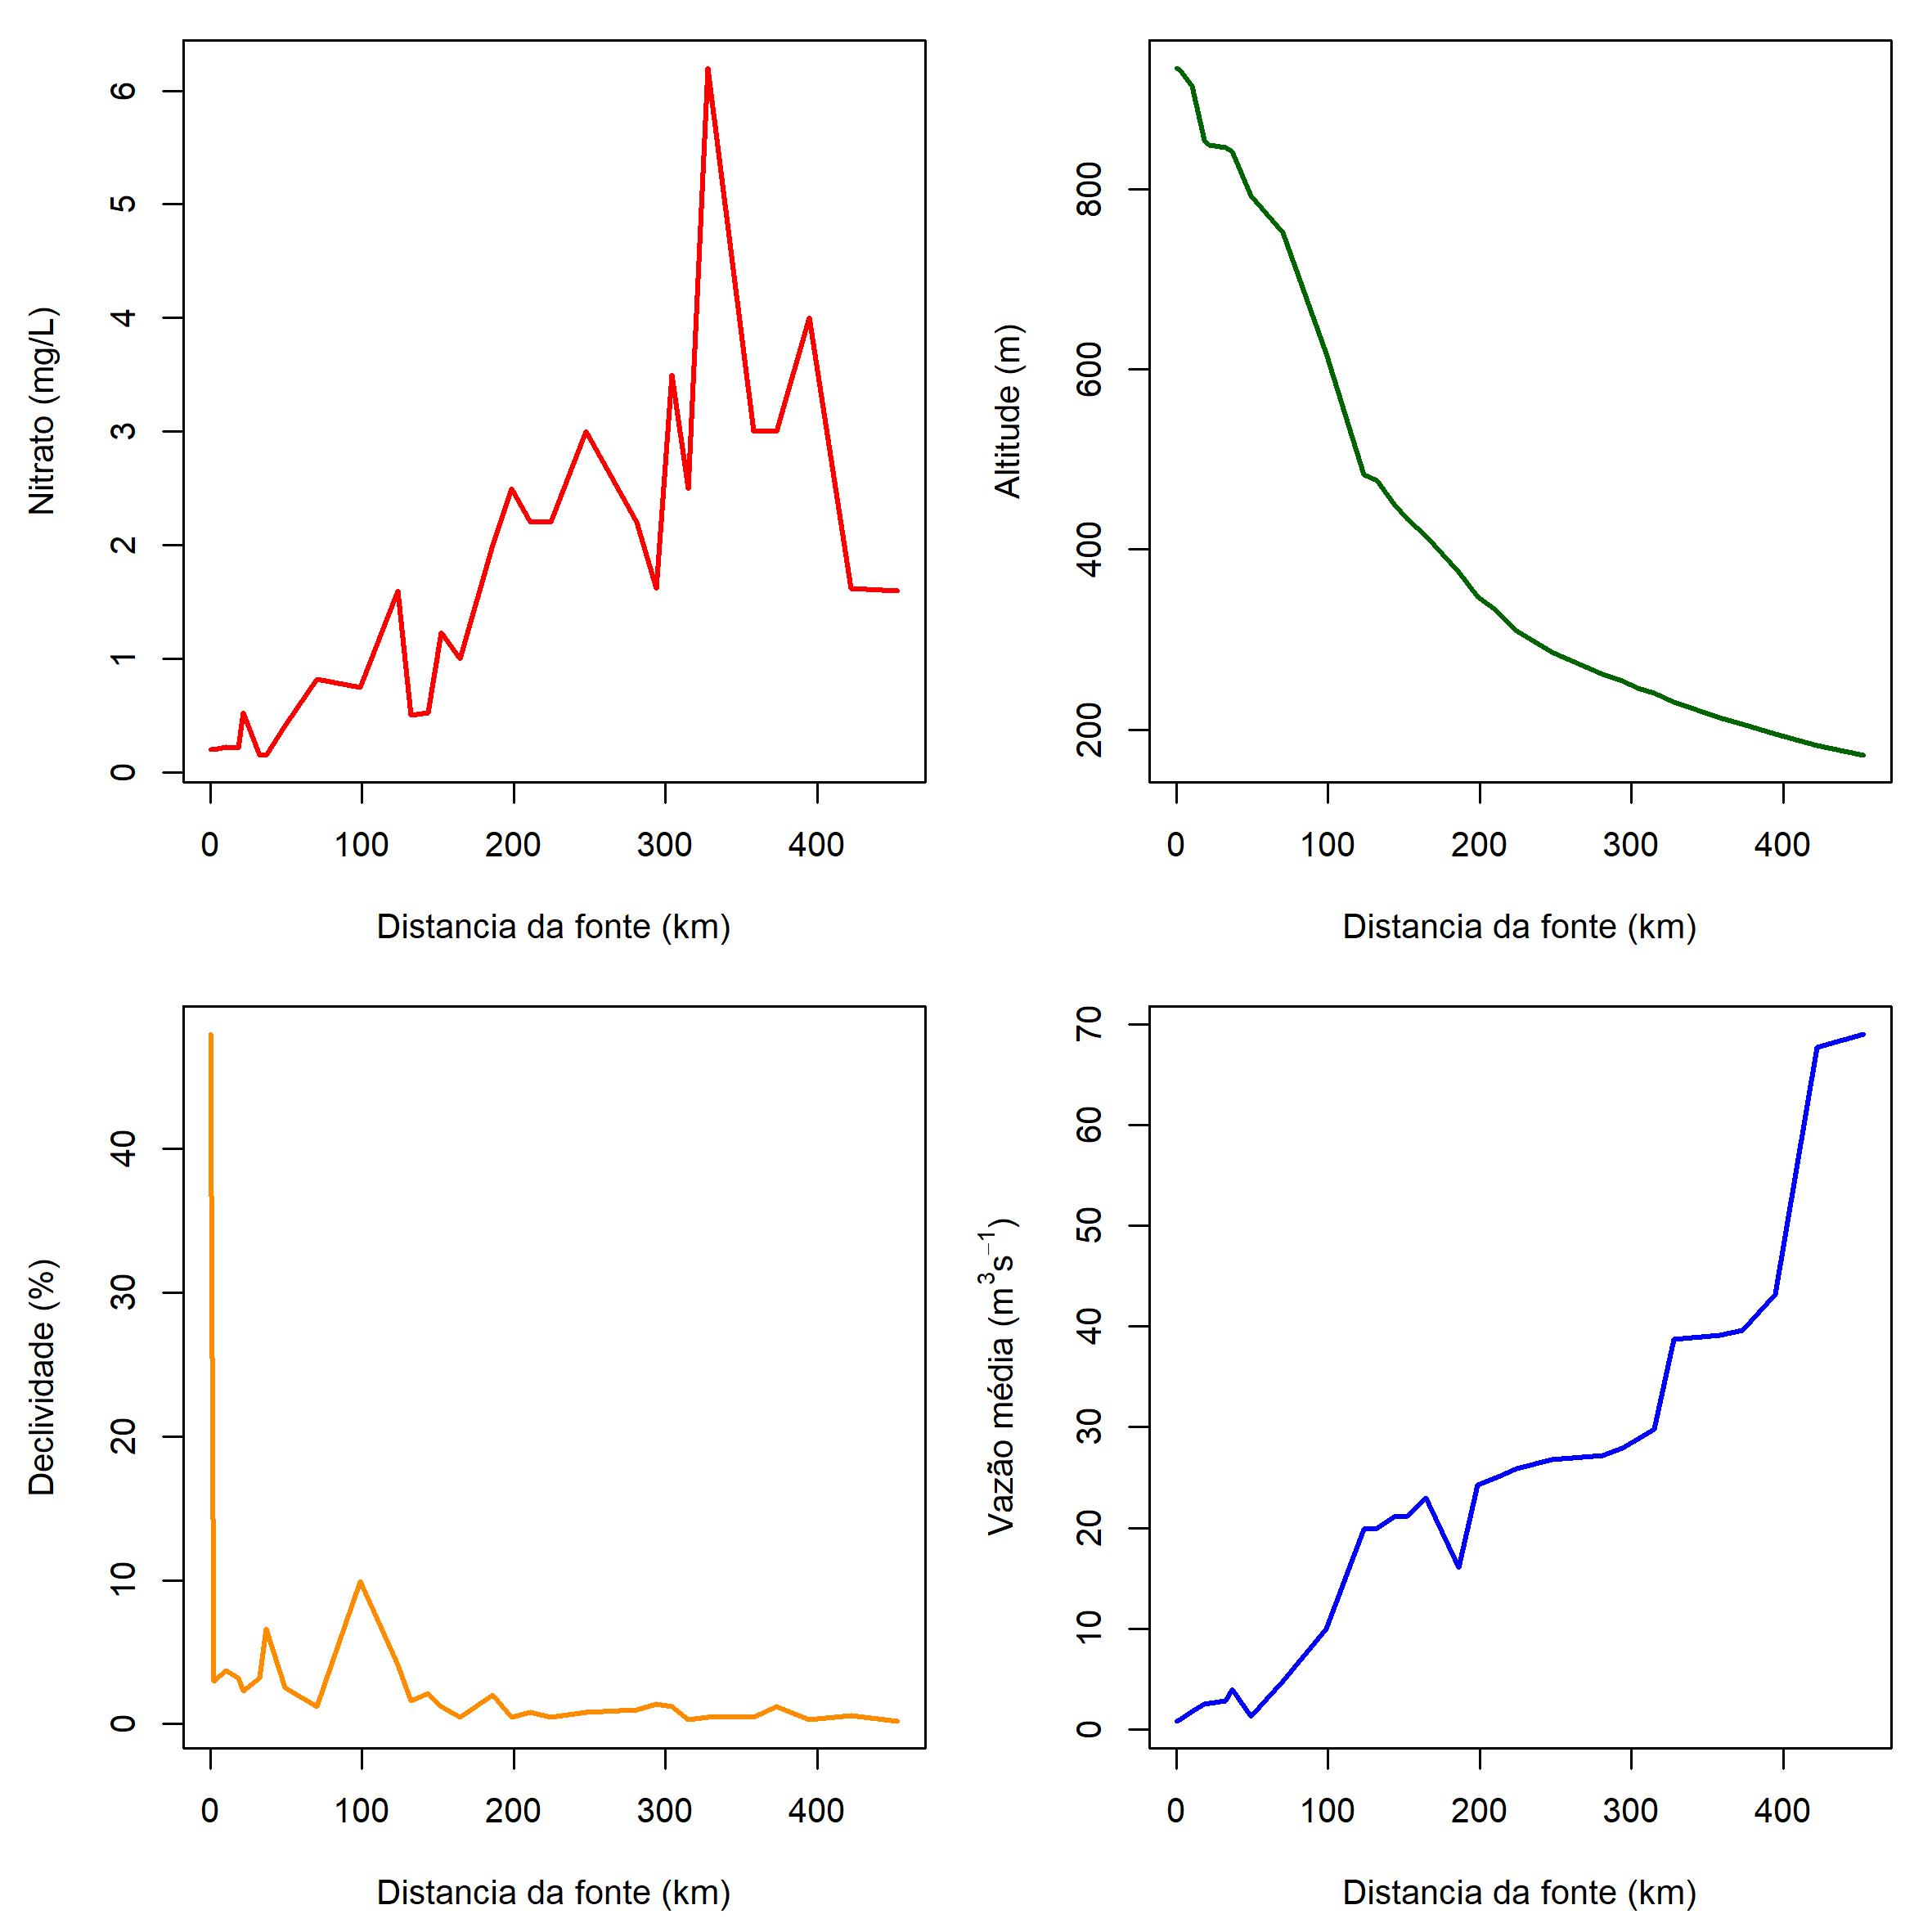 Nitrato (mg/L)
6
5
4
3
2
1
0
0 100 200 300 400
Distancia da fonte (km)
Altitude (m)
800
600
400
200
0 100 200 300 400
Distancia da fonte (km)
Declividade (%)
40
30
20
10
0
0 100 200 300 400
Distancia da fonte (km)
Vazão média (m³s⁻¹)
70
60
50
40
30
20
10
0
0 100 200 300 400
Distancia da fonte (km)